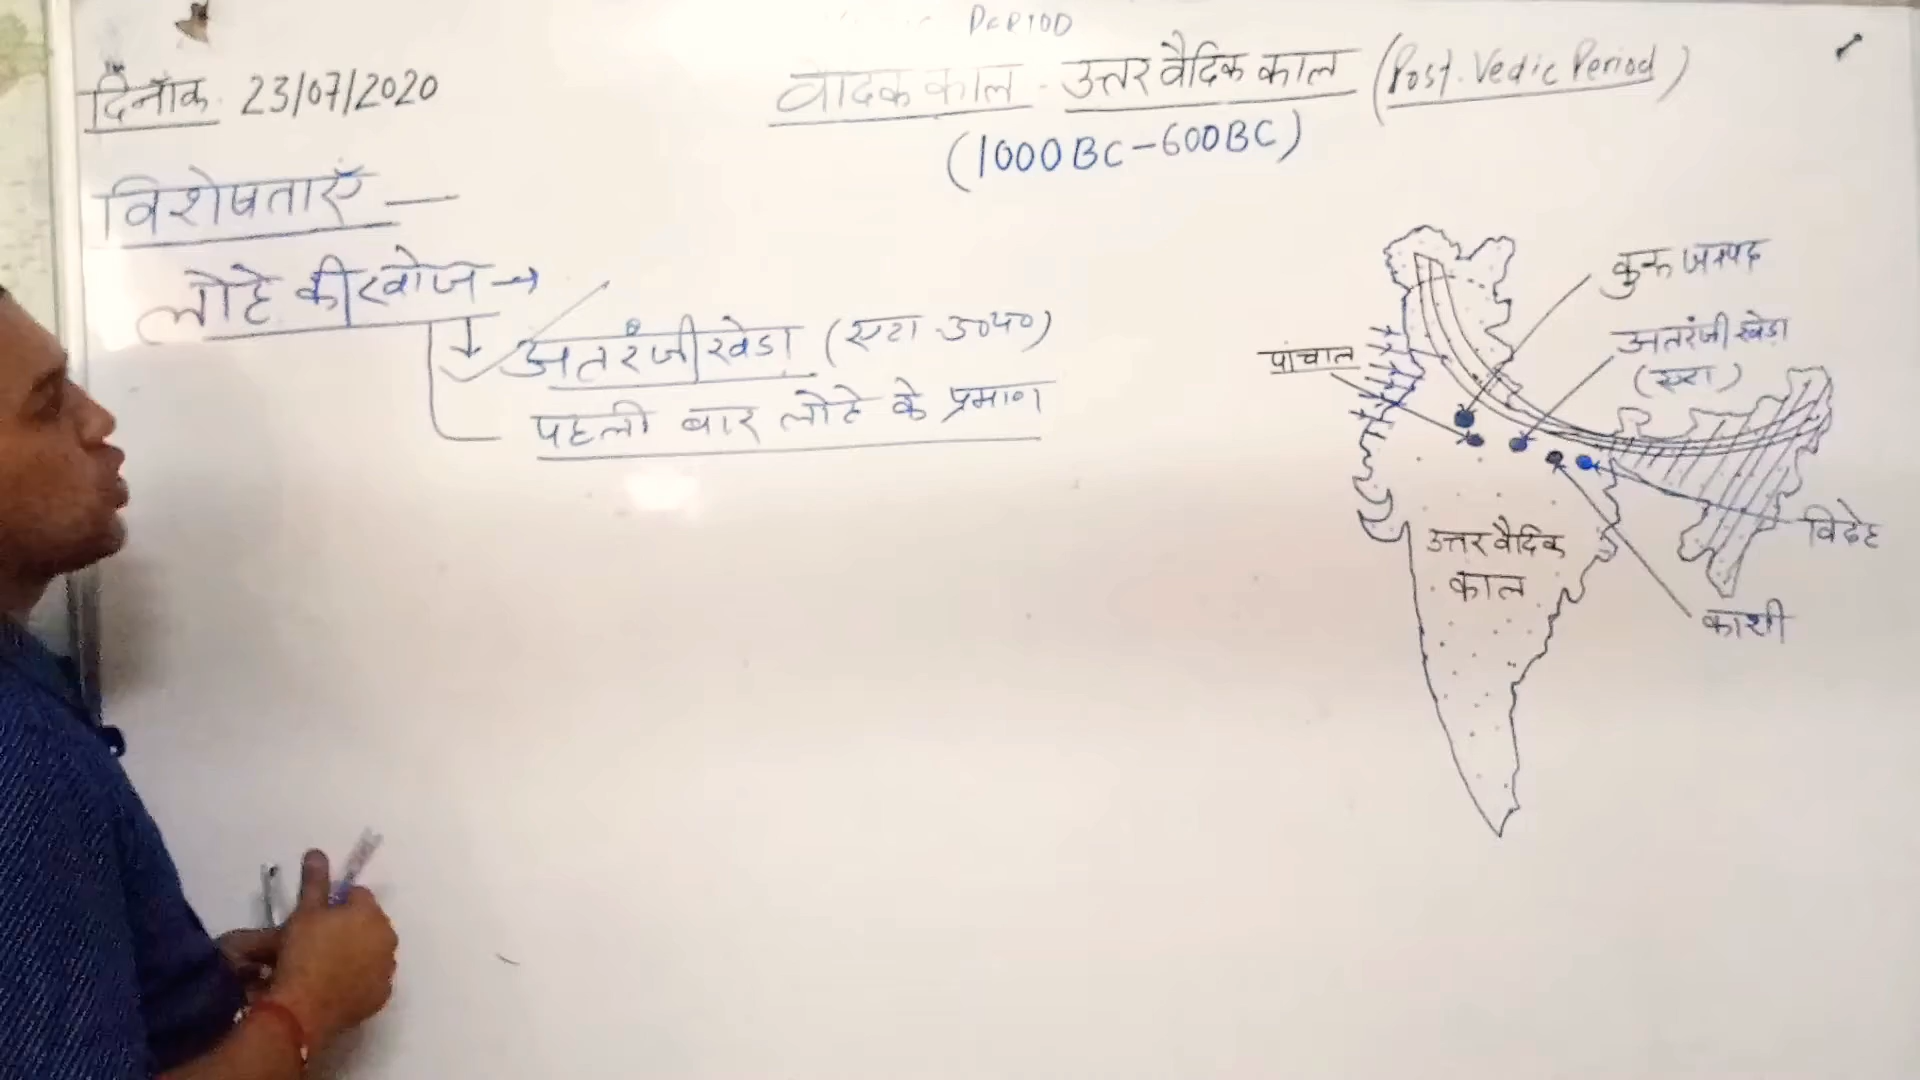 PERIOD
दिनाँक 23/07/2020
वैदिक काल - उत्तर वैदिक काल (Post. Vedic Period)
(1000BC-600BC)
विशेषताएँ —
लोहे की खोज →
अतरंजीखेडा (एटा उ०प्र०)
पहली बार लोहे के प्रमाण
कुरू जनपद
अतरंजीखेडा
(एटा)
पांचाल
विदेह
उत्तर वैदिक
काल
काशी